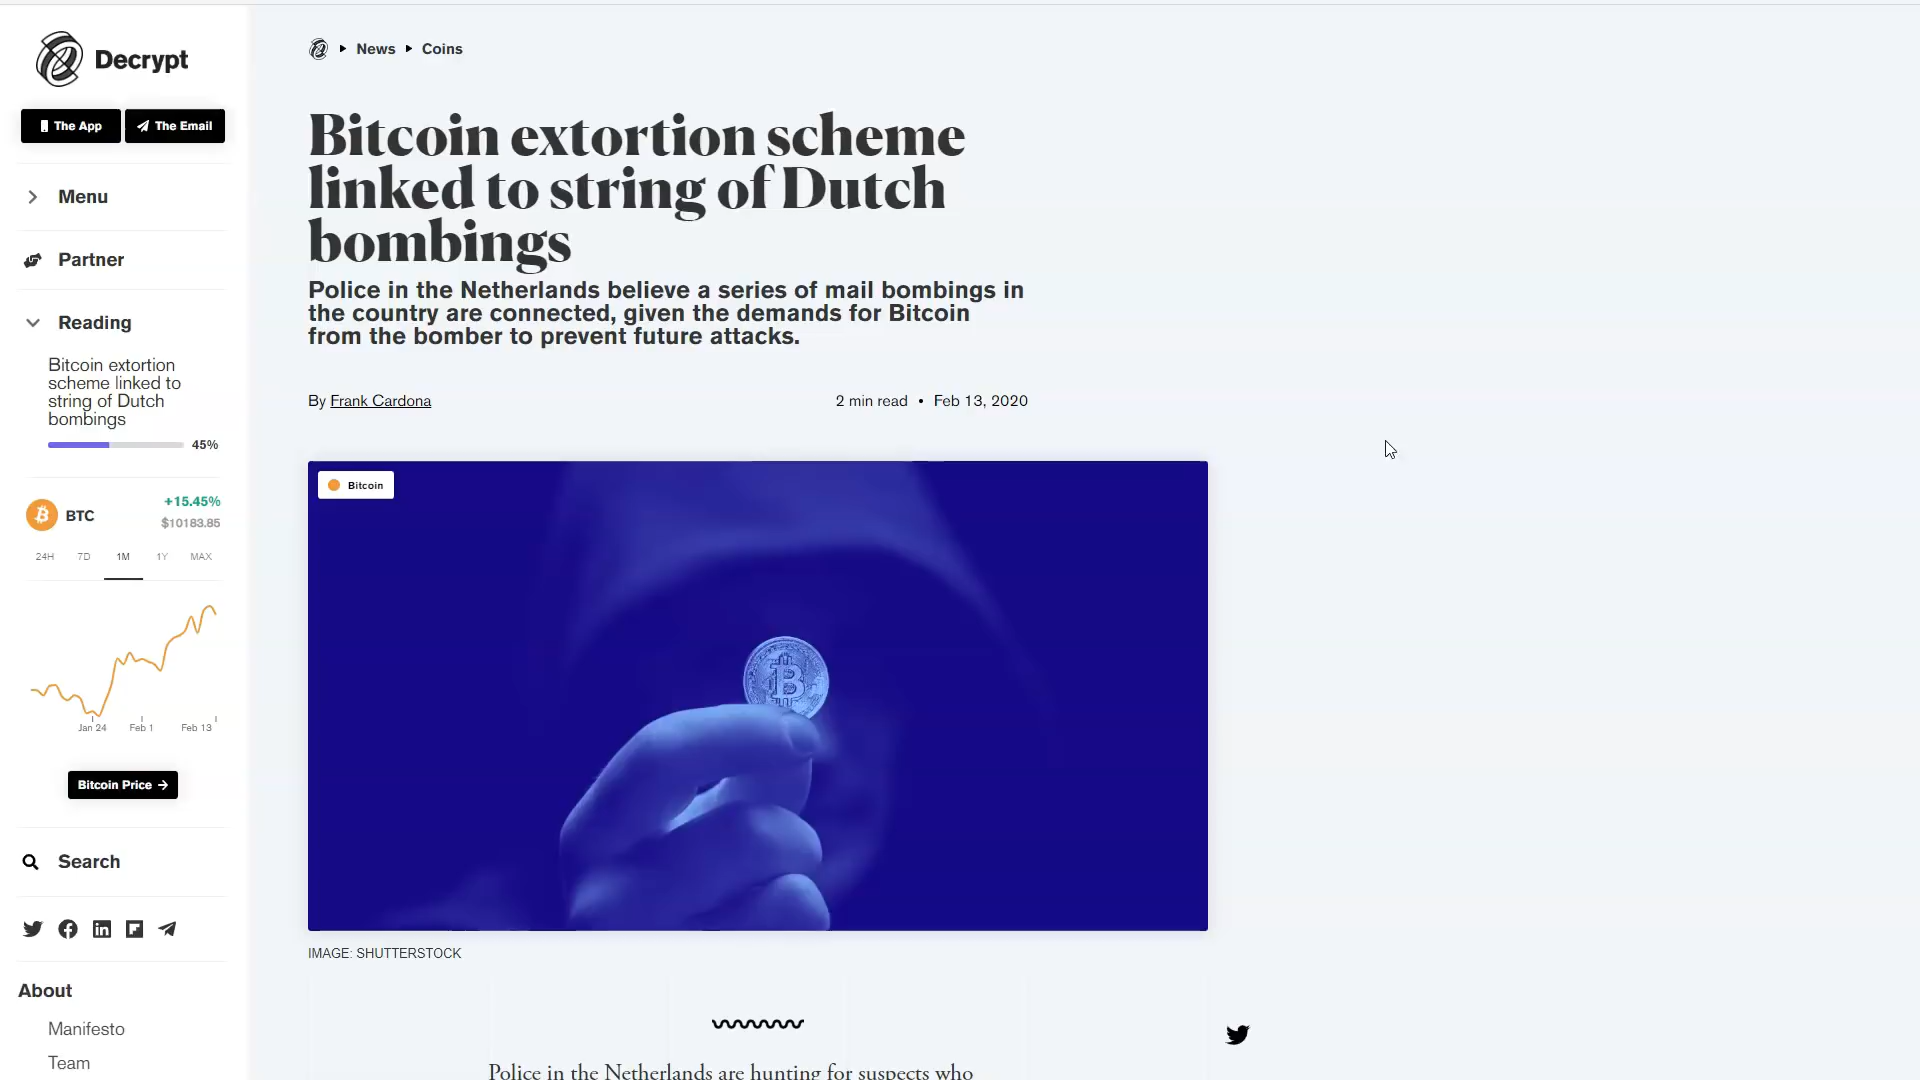 Decrypt
The App
The Email
Menu
Partner
Reading
Bitcoin extortion
scheme linked to
string of Dutch
bombings
45%
BTC
+15.45%
$10183.85
24H 7D 1M 1Y MAX
Jan 24 Feb 1 Feb 13
Bitcoin Price →
Search
About
Manifesto
Team
News Coins
Bitcoin extortion scheme
linked to string of Dutch
bombings
Police in the Netherlands believe a series of mail bombings in
the country are connected, given the demands for Bitcoin
from the bomber to prevent future attacks.
By Frank Cardona
2 min read • Feb 13, 2020
Bitcoin
IMAGE: SHUTTERSTOCK
Police in the Netherlands are hunting for suspects who